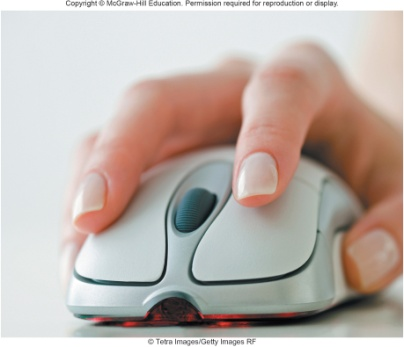 Copyright © McGraw-Hill Education. Permission required for reproduction or display.
© Tetra Images/Getty Images RF